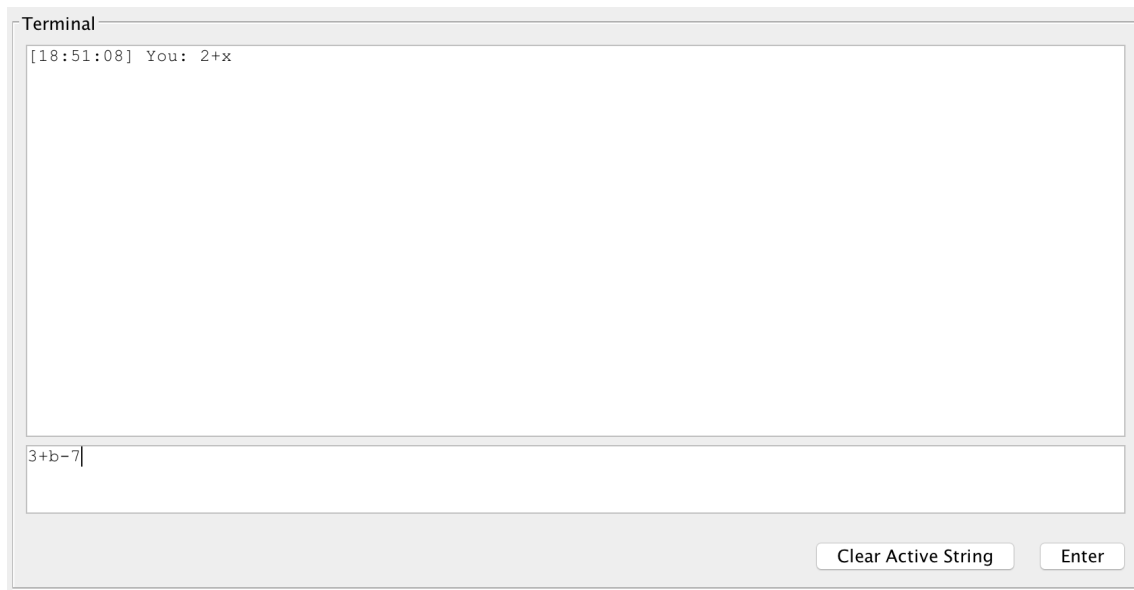 Terminal
[18:51:08] You: 2+x
3+b-7
Clear Active String
Enter